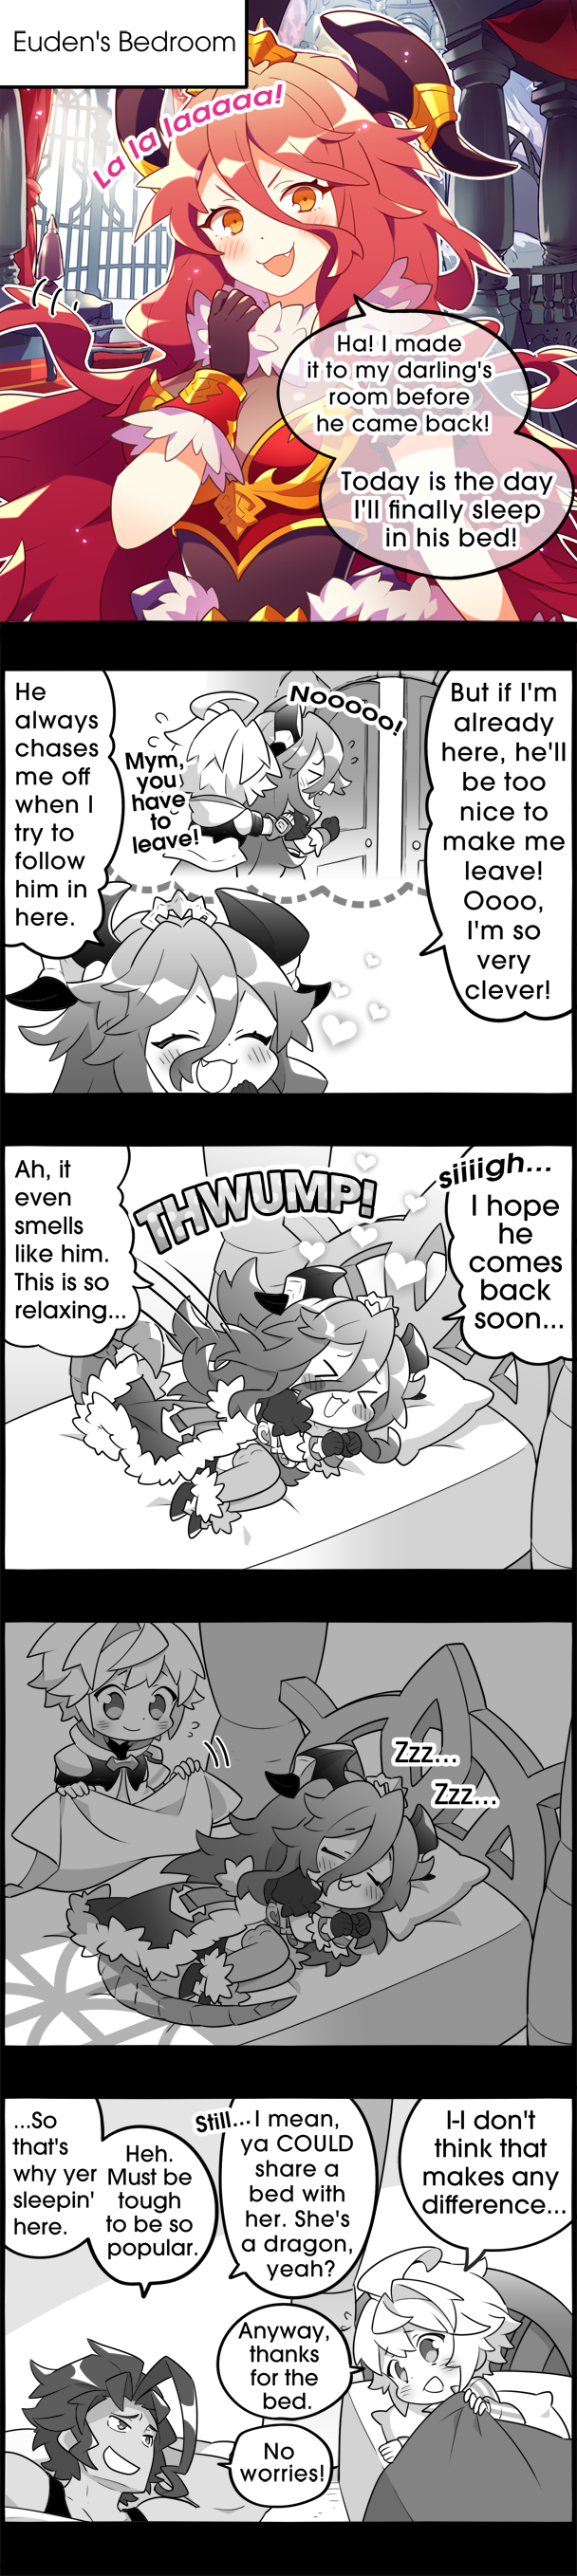 Euden's Bedroom
La la laaaaa!
Ha! I made
it to my darling's
room before
he came back!
Today is the day
I'll finally sleep
in his bed!
He
always
chases
me off
when I
try to
follow
him in
here.
Mym,
you
have
to
leave!
Nooooo!
But if I'm
already
here, he'll
be too
nice to
make me
leave!
Oooo,
I'm so
very
clever!
Ah, it
even
smells
like him.
This is so
relaxing...
THWUMP!
siiiigh...
I hope
he
comes
back
soon...
Zzz...
Zzz...
...So
that's
why yer
sleepin'
here.
Heh.
Must be
tough
to be so
popular.
Still... I mean,
ya COULD
share a
bed with
her. She's
a dragon,
yeah?
I-I don't
think that
makes any
difference...
Anyway,
thanks
for the
bed.
No
worries!